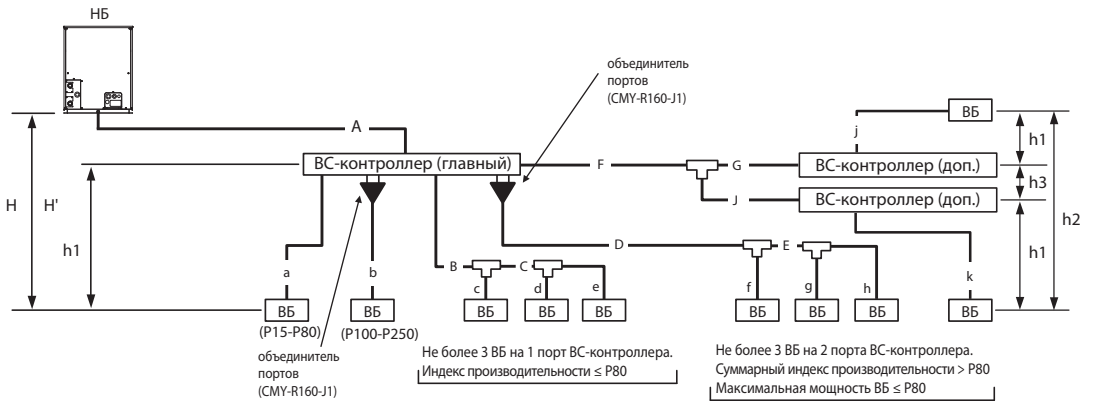 НБ
объединитель
портов
(CMY-R160-J1)
A
ВБ
j
h1
ВС-контроллер (главный)
F
G
ВС-контроллер (доп.)
h3
H
H'
J
ВС-контроллер (доп.)
h2
h1
D
E
h1
a
b
B
C
c
d
e
f
g
h
k
ВБ
ВБ
ВБ
ВБ
ВБ
ВБ
ВБ
ВБ
ВБ
(P15-P80)
(P100-P250)
объединитель
портов
(CMY-R160-J1)
Не более 3 ВБ на 1 порт ВС-контроллера.
Индекс производительности ≤ P80
Не более 3 ВБ на 2 порта ВС-контроллера.
Суммарный индекс производительности > P80
Максимальная мощность ВБ ≤ P80